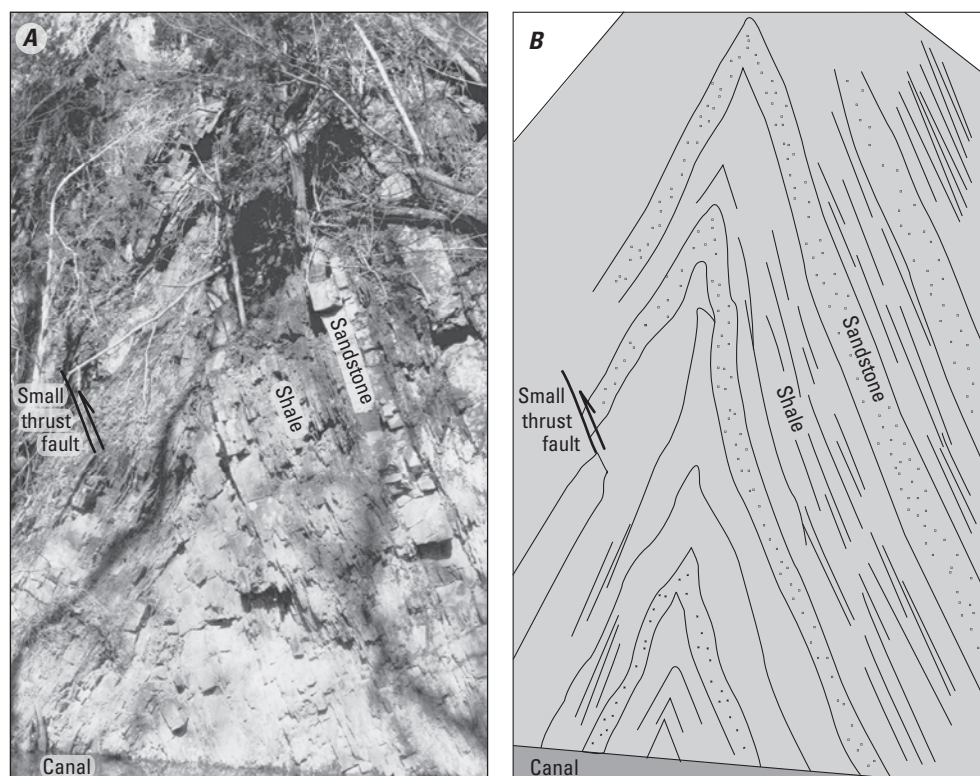 A
Sandstone
Shale
Small
thrust
fault
Canal
B
Sandstone
Shale
Small
thrust
fault
Canal